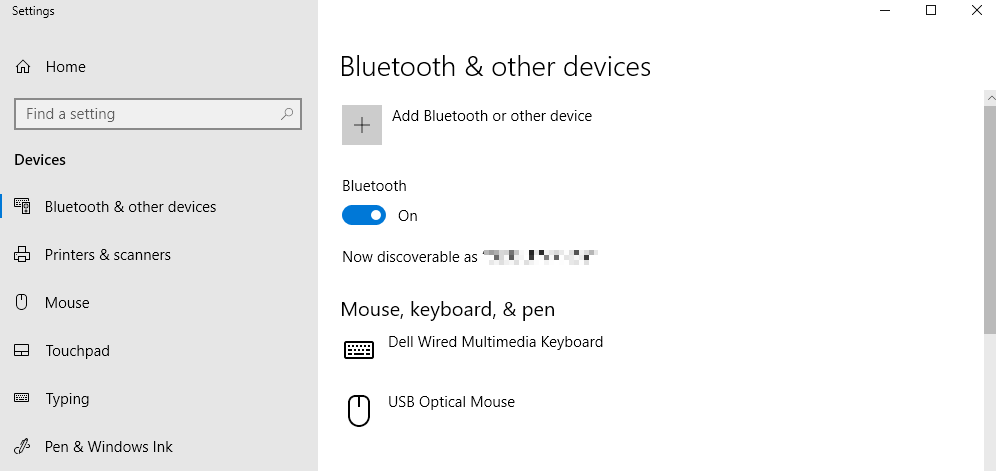 Settings
Home
Find a setting
Devices
Bluetooth & other devices
Printers & scanners
Mouse
Touchpad
Typing
Pen & Windows Ink
Bluetooth & other devices
Add Bluetooth or other device
Bluetooth
On
Now discoverable as
Mouse, keyboard, & pen
Dell Wired Multimedia Keyboard
USB Optical Mouse